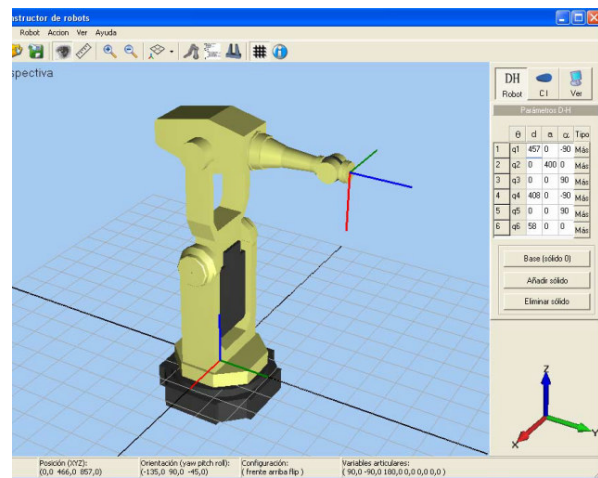 nstructor de robots
Robot Accion Ver Ayuda
spectiva
DH
Robot C I Ver
Parámetros D-H
θ d a α Tipo
1 q1 457 0 -90 Más
2 q2 0 400 0 Más
3 q3 0 0 90 Más
4 q4 408 0 -90 Más
5 q5 0 0 90 Más
6 q6 58 0 0 Más
Base (sólido 0)
Añadir sólido
Eliminar sólido
Z
Y
X
Posición (XYZ): Orientación (yaw pitch roll): Configuración: Variables articulares:
(0,0 466,0 857,0) (-135,0 90,0 -45,0) ( frente arriba flip ) ( 90,0 -90,0 180,0 0,0 0,0 0,0 )